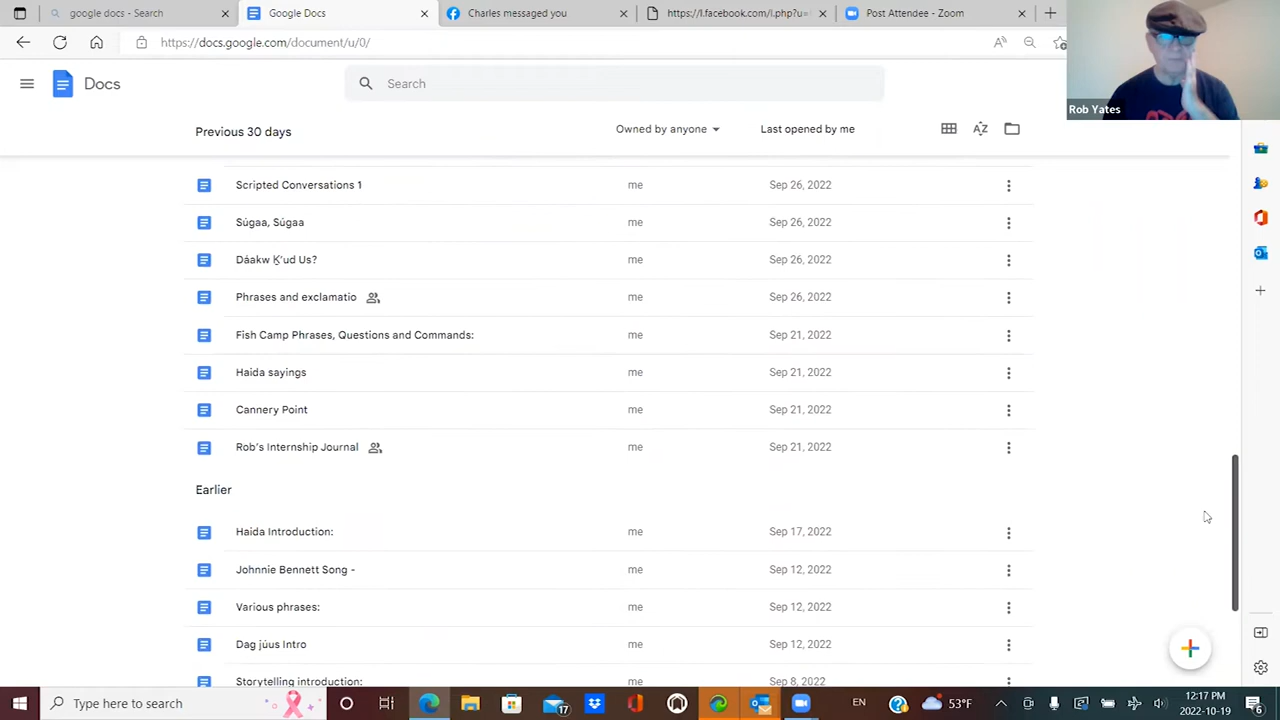 google docs - Search
Google Docs
Charles messaged you
https://l.facebook.com/l.php?u=
Post Attendee - Zoom
https://docs.google.com/document/u/0/
Docs
Search
Rob Yates
Previous 30 days
Owned by anyone
Last opened by me
Scripted Conversations 1 me Sep 26, 2022
Súgaa, Súgaa me Sep 26, 2022
Dáakw Ḵ'ud Us? me Sep 26, 2022
Phrases and exclamatio me Sep 26, 2022
Fish Camp Phrases, Questions and Commands: me Sep 21, 2022
Haida sayings me Sep 21, 2022
Cannery Point me Sep 21, 2022
Rob's Internship Journal me Sep 21, 2022
Earlier
Haida Introduction: me Sep 17, 2022
Johnnie Bennett Song - me Sep 12, 2022
Various phrases: me Sep 12, 2022
Dag júus Intro me Sep 12, 2022
Storytelling introduction: me Sep 8, 2022
Type here to search
17
EN
53°F
12:17 PM
2022-10-19
6